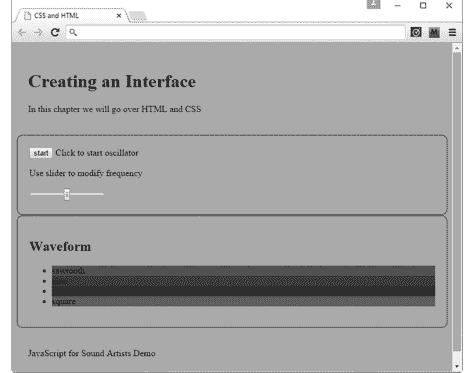 CSS and HTML
Creating an Interface
In this chapter we will go over HTML and CSS
start Click to start oscillator
Use slider to modify frequency
Waveform
sawtooth
square
JavaScript for Sound Artists Demo